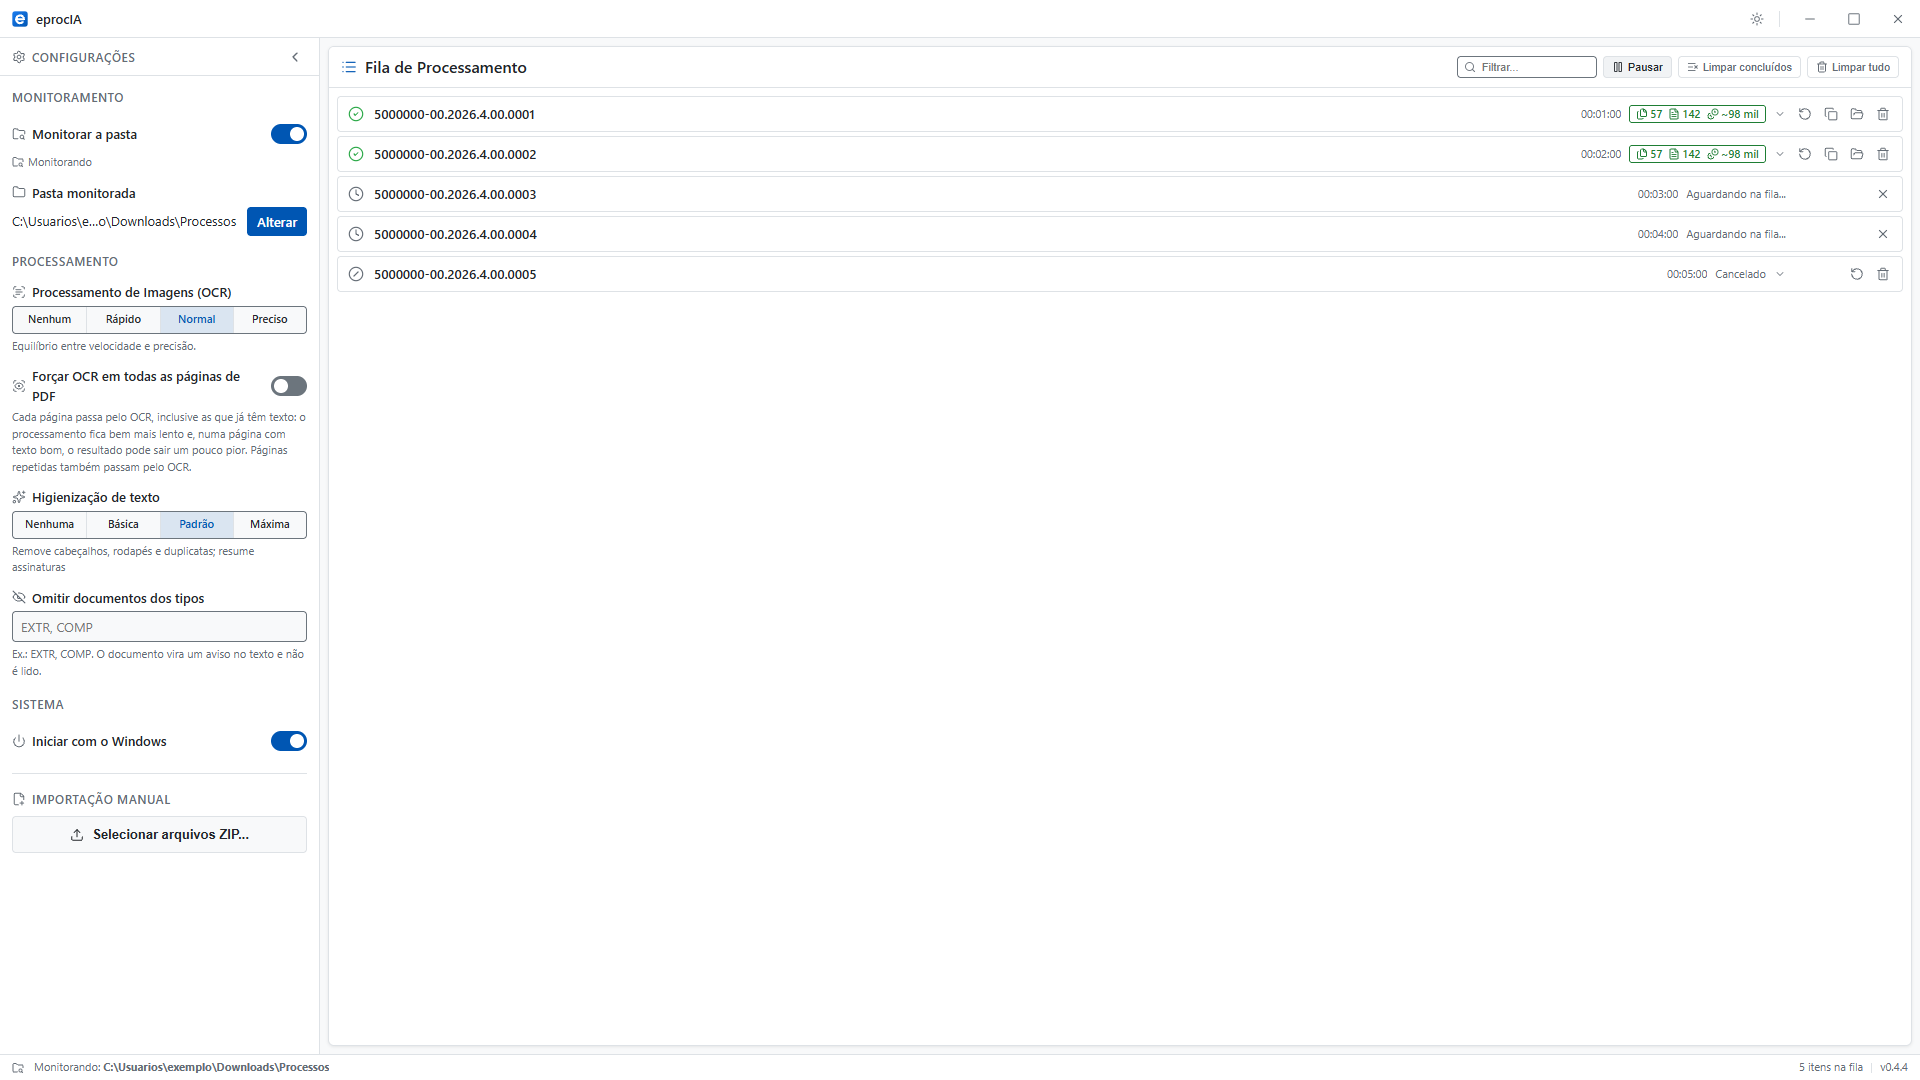 eprocIA
CONFIGURAÇÕES
MONITORAMENTO
Monitorar a pasta
Monitorando
Pasta monitorada
C:\Usuarios\e...o\Downloads\Processos
Alterar
PROCESSAMENTO
Processamento de Imagens (OCR)
Nenhum Rápido Normal Preciso
Equilíbrio entre velocidade e precisão.
Forçar OCR em todas as páginas de
PDF
Cada página passa pelo OCR, inclusive as que já têm texto: o
processamento fica bem mais lento e, numa página com
texto bom, o resultado pode sair um pouco pior. Páginas
repetidas também passam pelo OCR.
Higienização de texto
Nenhuma Básica Padrão Máxima
Remove cabeçalhos, rodapés e duplicatas; resume
assinaturas
Omitir documentos dos tipos
EXTR, COMP
Ex.: EXTR, COMP. O documento vira um aviso no texto e não
é lido.
SISTEMA
Iniciar com o Windows
IMPORTAÇÃO MANUAL
Selecionar arquivos ZIP...
Fila de Processamento
Filtrar... Pausar Limpar concluídos Limpar tudo
5000000-00.2026.4.00.0001 00:01:00 57 142 ~98 mil
5000000-00.2026.4.00.0002 00:02:00 57 142 ~98 mil
5000000-00.2026.4.00.0003 00:03:00 Aguardando na fila...
5000000-00.2026.4.00.0004 00:04:00 Aguardando na fila...
5000000-00.2026.4.00.0005 00:05:00 Cancelado
Monitorando: C:\Usuarios\exemplo\Downloads\Processos
5 itens na fila v0.4.4